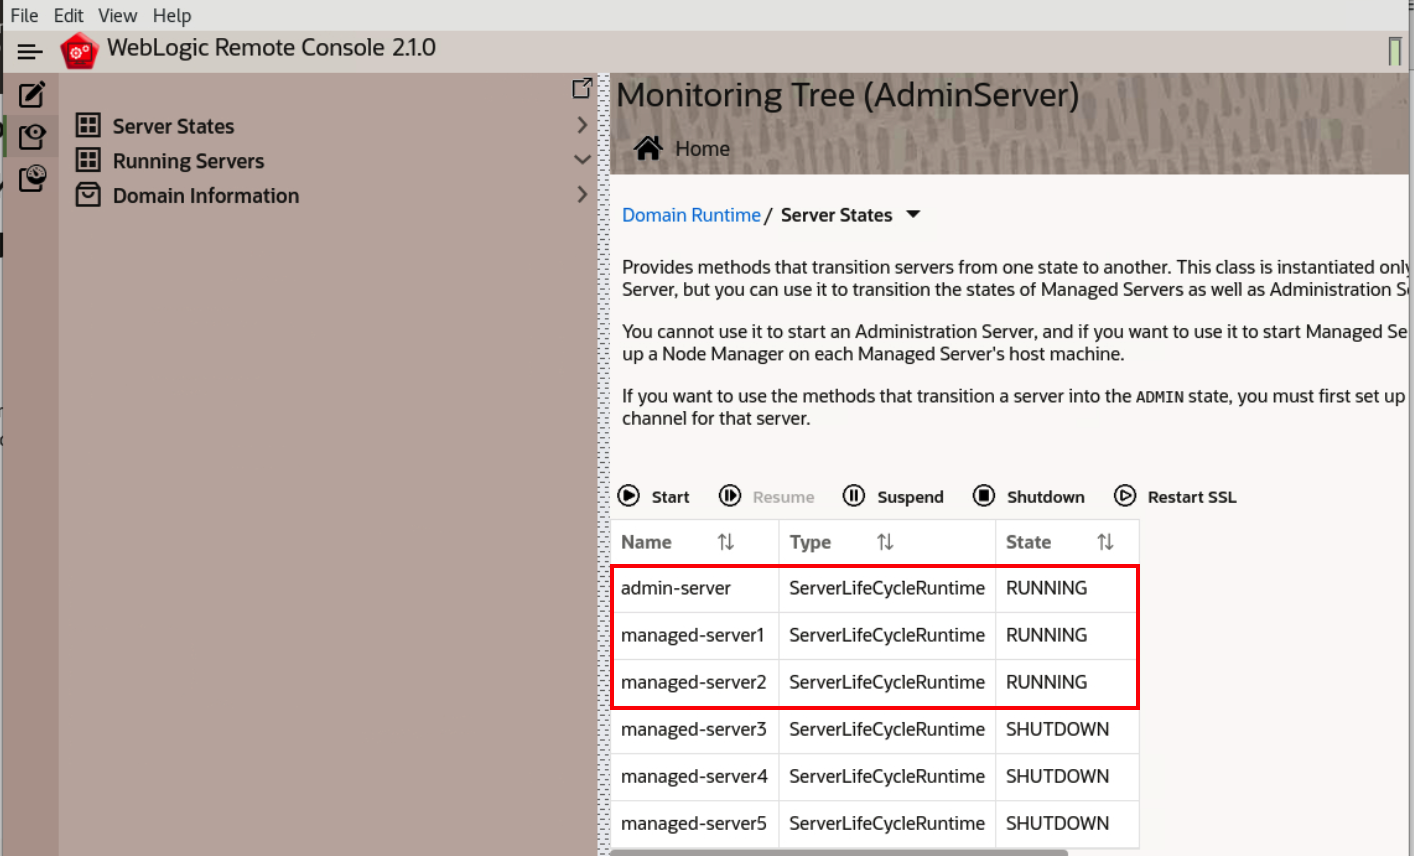 File Edit View Help
WebLogic Remote Console 2.1.0
Server States
Running Servers
Domain Information
Monitoring Tree (AdminServer)
Home
Domain Runtime / Server States
Provides methods that transition servers from one state to another. This class is instantiated only
Server, but you can use it to transition the states of Managed Servers as well as Administration S
You cannot use it to start an Administration Server, and if you want to use it to start Managed Se
up a Node Manager on each Managed Server's host machine.
If you want to use the methods that transition a server into the ADMIN state, you must first set up
channel for that server.
Start Resume Suspend Shutdown Restart SSL
Name Type State
admin-server ServerLifeCycleRuntime RUNNING
managed-server1 ServerLifeCycleRuntime RUNNING
managed-server2 ServerLifeCycleRuntime RUNNING
managed-server3 ServerLifeCycleRuntime SHUTDOWN
managed-server4 ServerLifeCycleRuntime SHUTDOWN
managed-server5 ServerLifeCycleRuntime SHUTDOWN